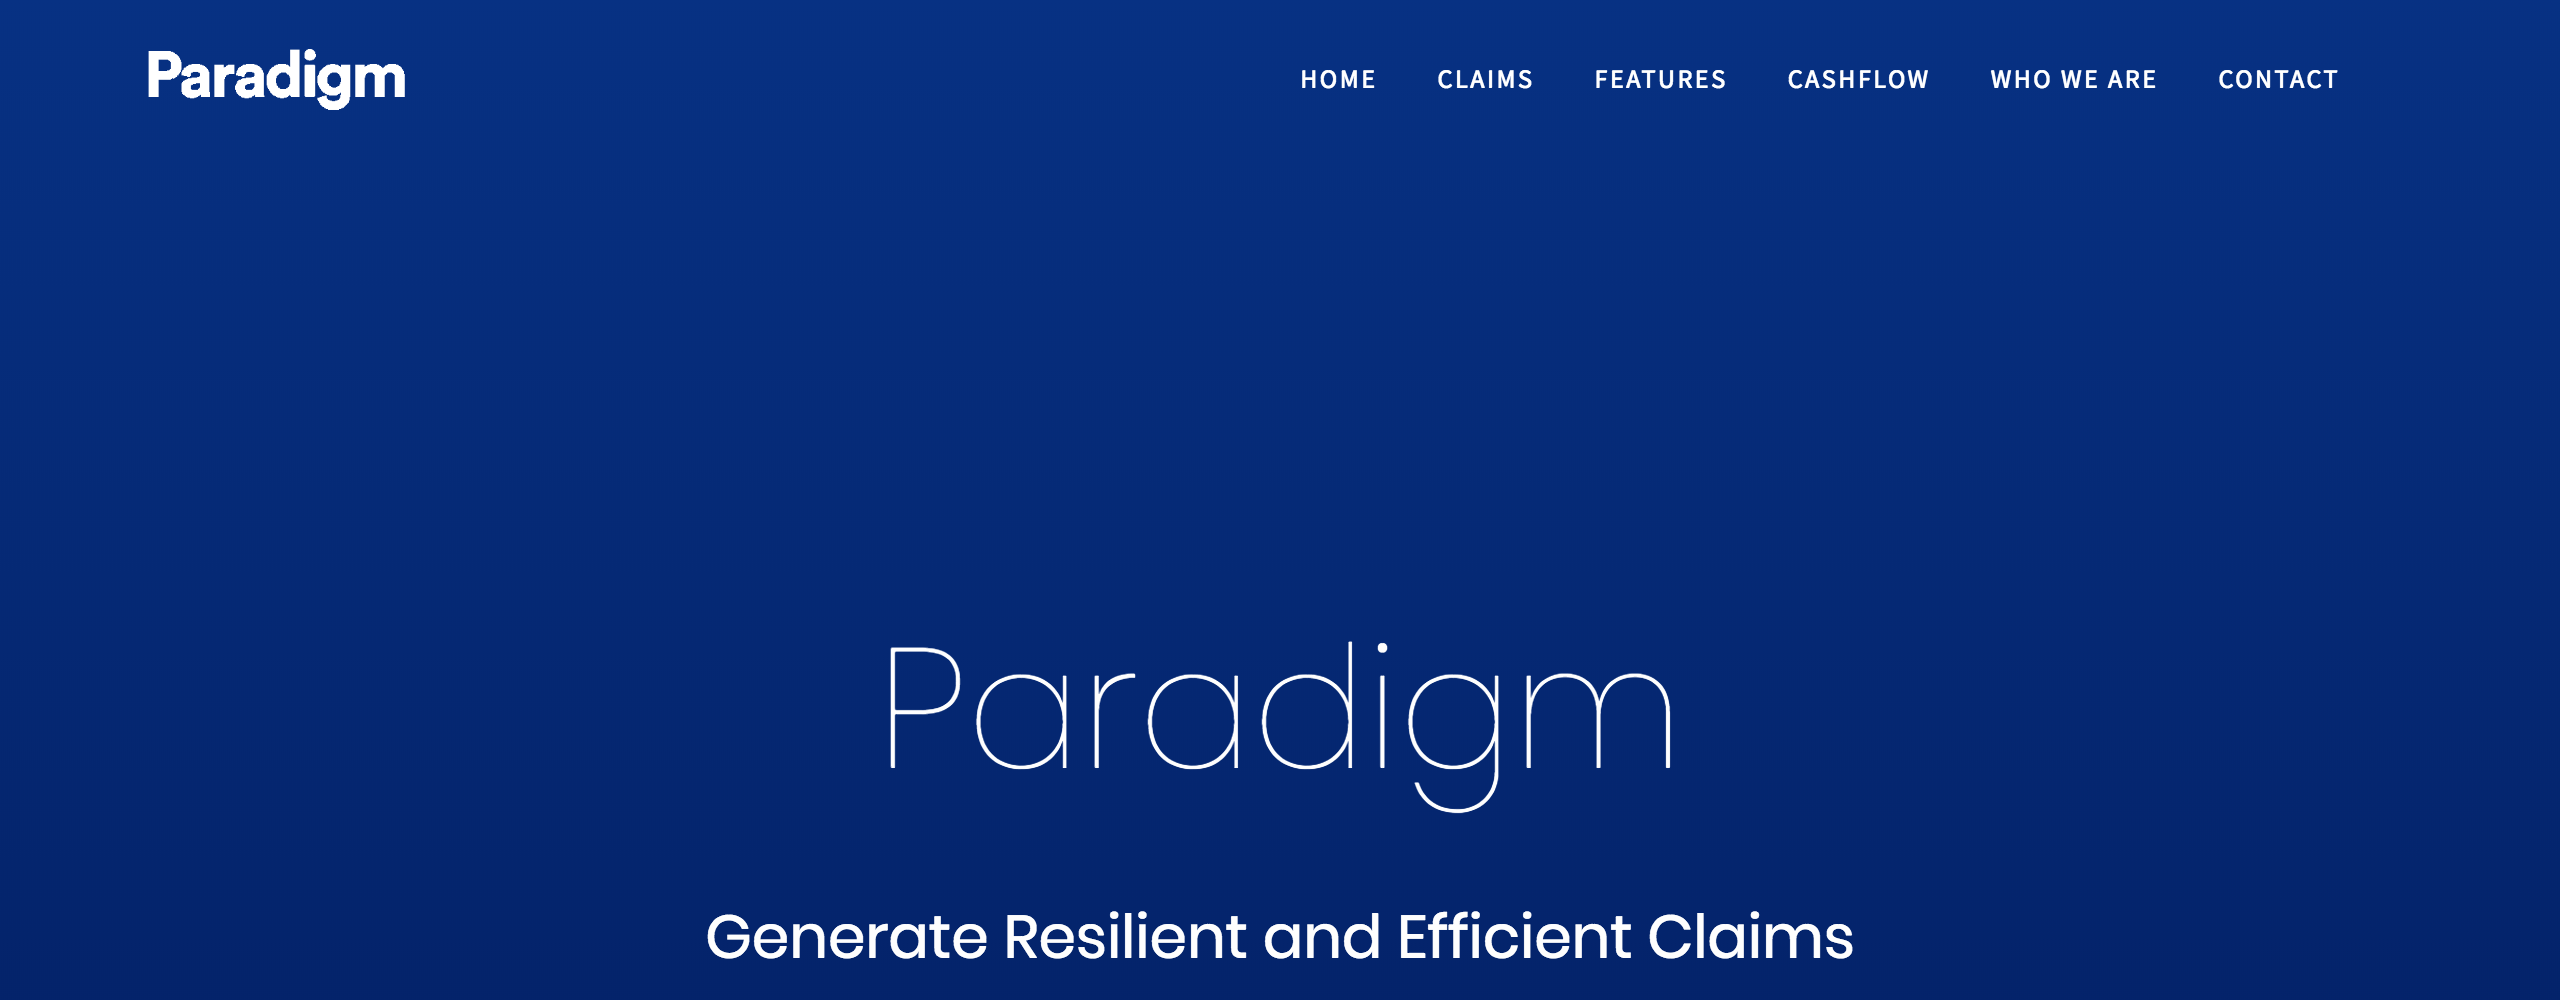 Paradigm
HOME CLAIMS FEATURES CASHFLOW WHO WE ARE CONTACT
Paradigm
Generate Resilient and Efficient Claims